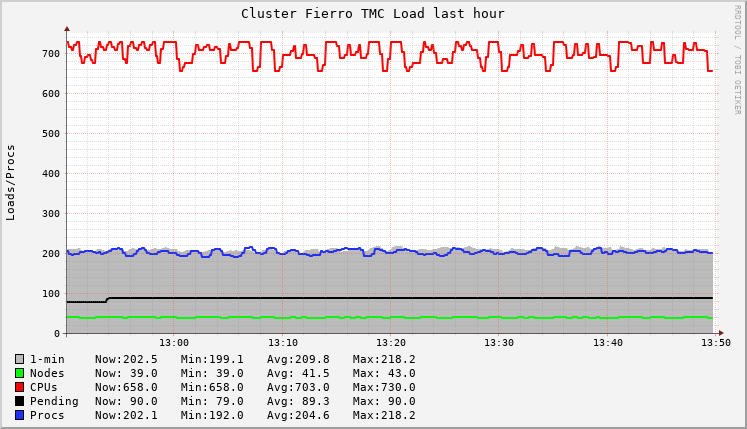 Cluster Fierro TMC Load last hour
RRDTOOL / TOBI OETIKER
Loads/Procs
700
600
500
400
300
200
100
0
13:00 13:10 13:20 13:30 13:40 13:50
1-min Now:202.5 Min:199.1 Avg:209.8 Max:218.2
Nodes Now: 39.0 Min: 39.0 Avg: 41.5 Max: 43.0
CPUs Now:658.0 Min:658.0 Avg:703.0 Max:730.0
Pending Now: 90.0 Min: 79.0 Avg: 89.3 Max: 90.0
Procs Now:202.1 Min:192.0 Avg:204.6 Max:218.2